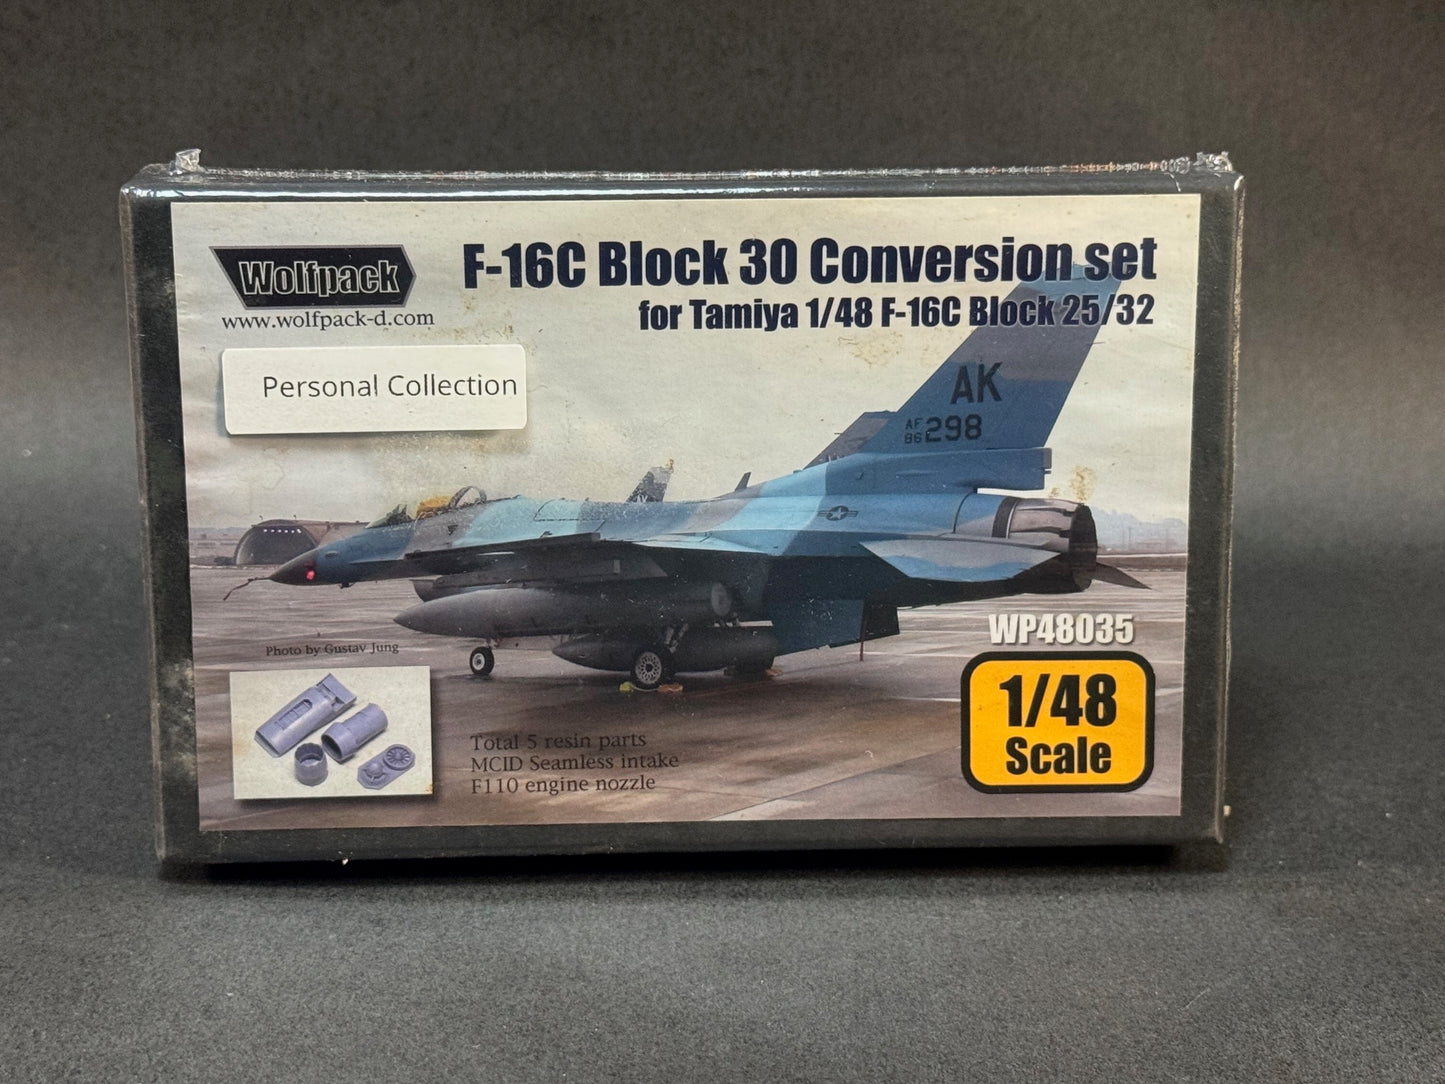 Wolfpack
www.wolfpack-d.com
F-16C Block 30 Conversion set
for Tamiya 1/48 F-16C Block 25/32
Personal Collection
AK
AF
86 298
WP48035
Photo by Gustav Jung
1/48
Scale
Total 5 resin parts
MCID Seamless intake
F110 engine nozzle